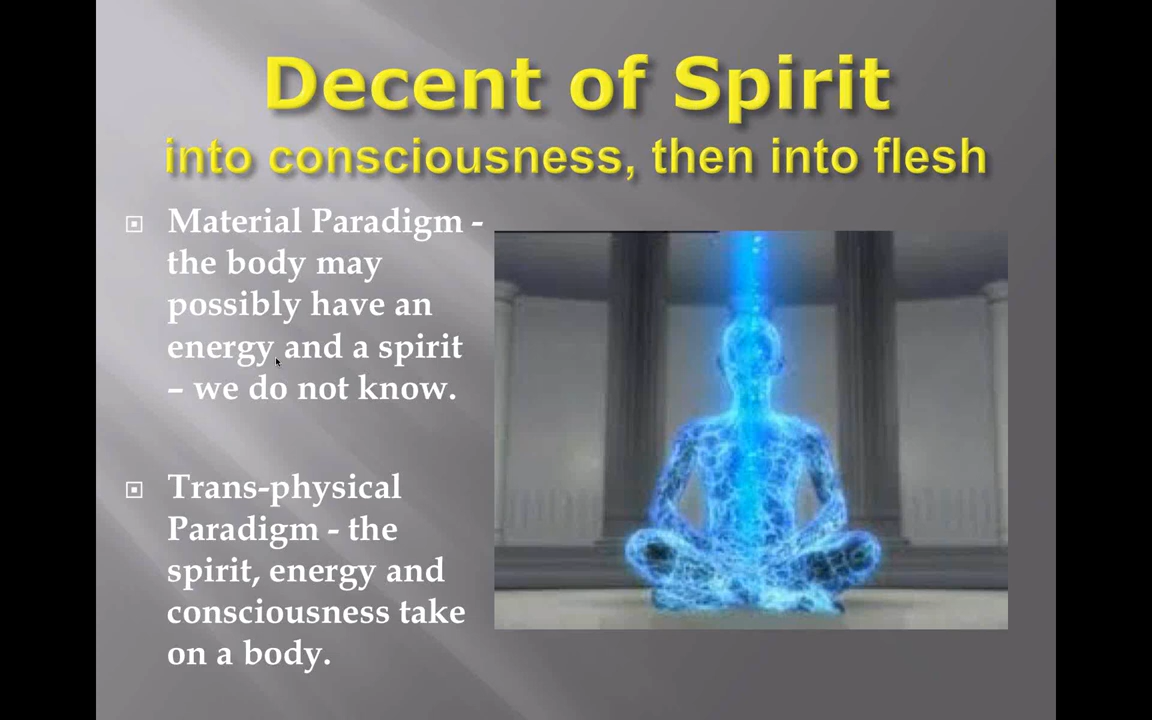 Decent of Spirit
into consciousness, then into flesh
Material Paradigm -
the body may
possibly have an
energy and a spirit
– we do not know.
Trans-physical
Paradigm - the
spirit, energy and
consciousness take
on a body.